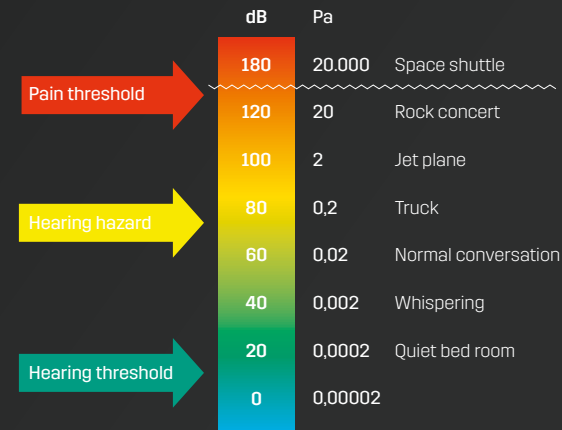 dB Pa
180 20.000 Space shuttle
Pain threshold
120 20 Rock concert
100 2 Jet plane
80 0,2 Truck
Hearing hazard
60 0,02 Normal conversation
40 0,002 Whispering
20 0,0002 Quiet bed room
Hearing threshold
0 0,00002